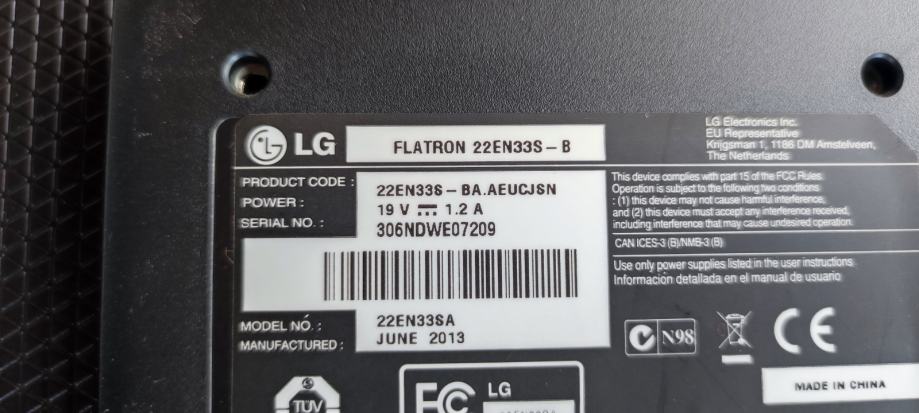 LG FLATRON 22EN33S-B
LG Electronics Inc.
EU Representative
Krijgsman 1, 1186 DM Amstelveen,
The Netherlands
PRODUCT CODE : 22EN33S-BA.AEUCJSN
POWER : 19 V 1.2 A
SERIAL NO. : 306NDWE07209
MODEL NO. : 22EN33SA
MANUFACTURED : JUNE 2013
This device complies with part 15 of the FCC Rules.
Operation is subject to the following two conditions
: (1) this device may not cause harmful interference,
and (2) this device must accept any interference received,
including interference that may cause undesired operation.
CAN ICES-3 (B)/NMB-3 (B)
Use only power supplies listed in the user instructions
Información detallada en el manual de usuario
N98
CE
MADE IN CHINA
TÜV
FC LG